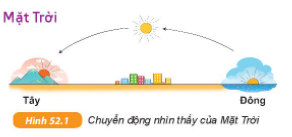 Mặt Trời
Tây
Đông
Hình 52.1 Chuyển động nhìn thấy của Mặt Trời